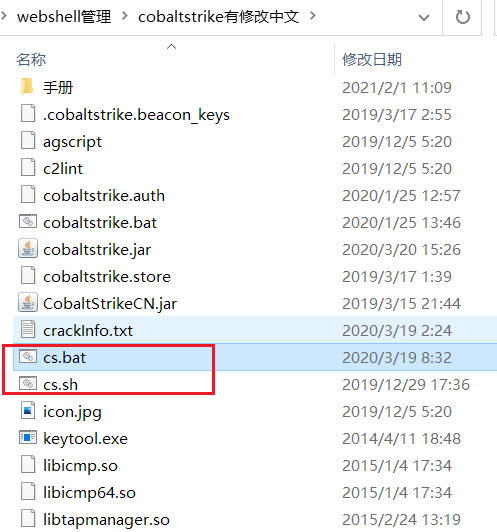 webshell管理 > cobaltstrike有修改中文
名称 修改日期
手册 2021/2/1 11:09
.cobaltstrike.beacon_keys 2019/3/17 2:55
agscript 2019/12/5 5:20
c2lint 2019/12/5 5:20
cobaltstrike.auth 2020/1/25 12:57
cobaltstrike.bat 2020/1/25 13:46
cobaltstrike.jar 2020/3/20 15:26
cobaltstrike.store 2019/3/17 1:39
CobaltStrikeCN.jar 2019/3/15 21:44
crackInfo.txt 2020/3/19 2:24
cs.bat 2020/3/19 8:32
cs.sh 2019/12/29 17:36
icon.jpg 2019/12/5 5:20
keytool.exe 2014/4/11 18:48
libicmp.so 2015/1/4 17:34
libicmp64.so 2015/1/4 17:34
libtapmanager.so 2015/2/24 13:19